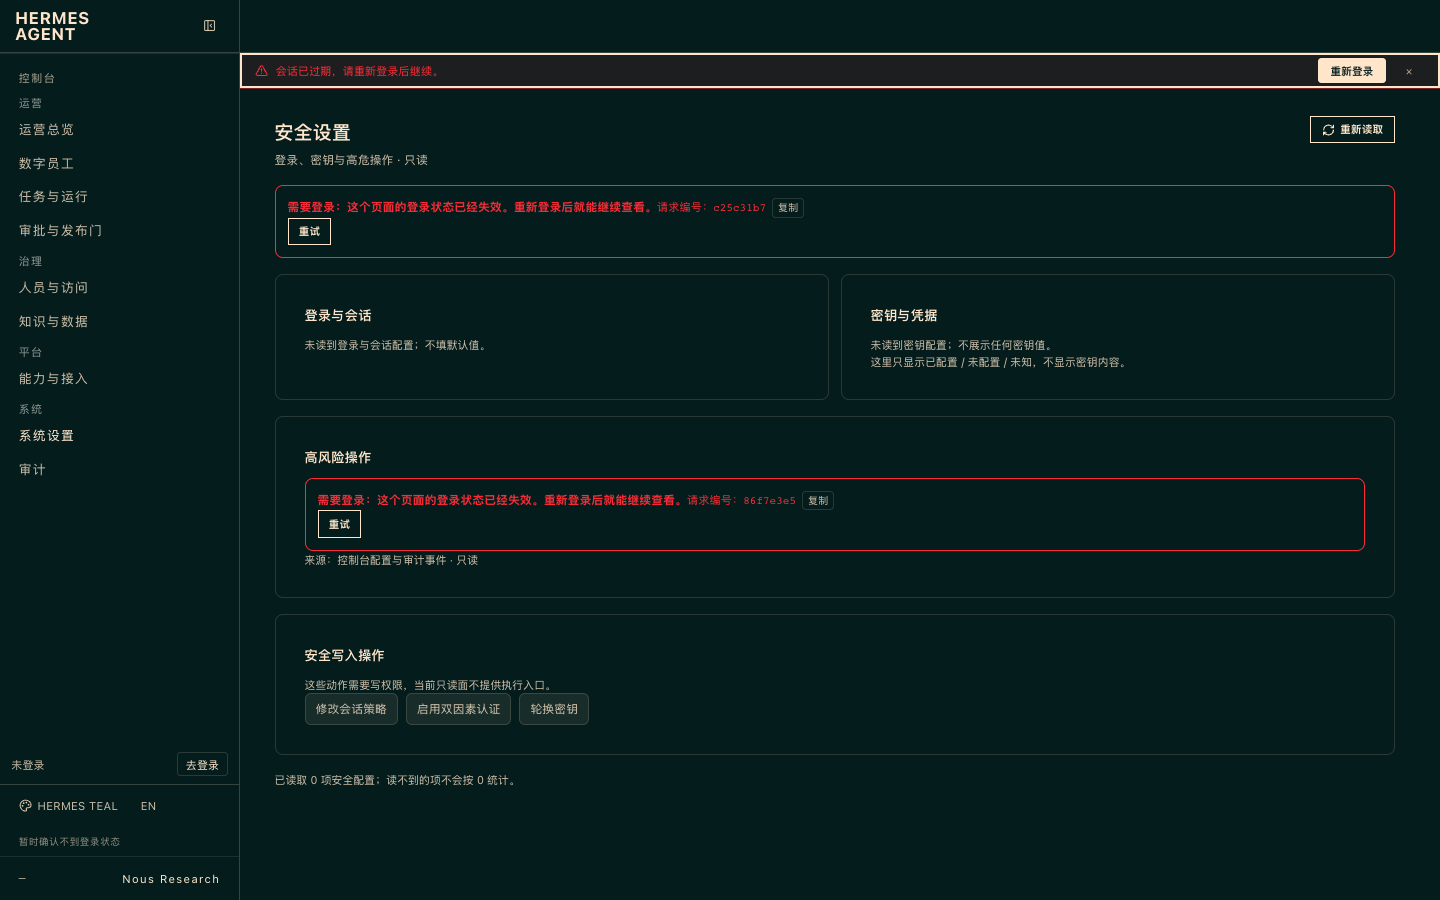 HERMES
AGENT
控制台
运营
运营总览
数字员工
任务与运行
审批与发布门
治理
人员与访问
知识与数据
平台
能力与接入
系统
系统设置
审计
未登录
去登录
HERMES TEAL
EN
暂时确认不到登录状态
—
Nous Research
会话已过期，请重新登录后继续。
重新登录
×
安全设置
登录、密钥与高危操作 · 只读
重新读取
需要登录：这个页面的登录状态已经失效。重新登录后就能继续查看。请求编号：c25c31b7 复制
重试
登录与会话
未读到登录与会话配置；不填默认值。
密钥与凭据
未读到密钥配置；不展示任何密钥值。
这里只显示已配置 / 未配置 / 未知，不显示密钥内容。
高风险操作
需要登录：这个页面的登录状态已经失效。重新登录后就能继续查看。请求编号：86f7e3e5 复制
重试
来源：控制台配置与审计事件 · 只读
安全写入操作
这些动作需要写权限，当前只读面不提供执行入口。
修改会话策略
启用双因素认证
轮换密钥
已读取 0 项安全配置；读不到的项不会按 0 统计。